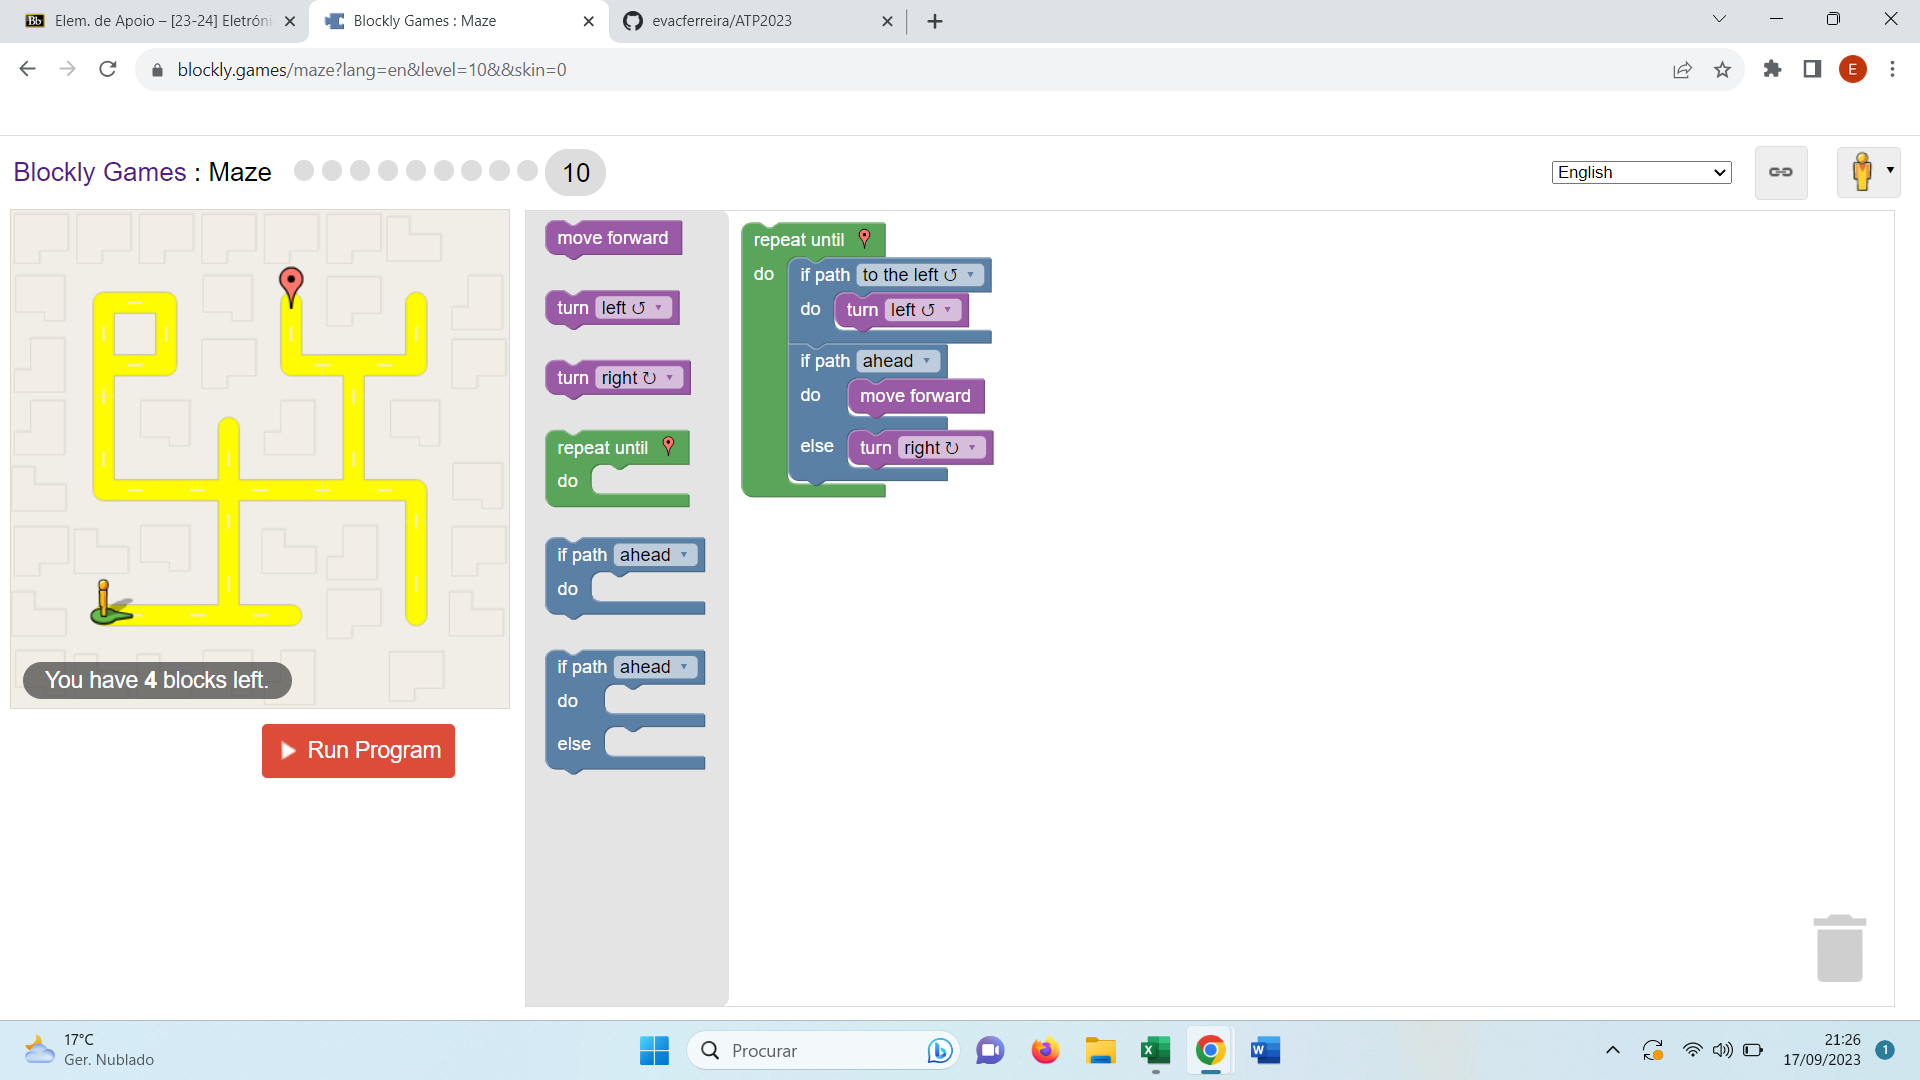 Elem. de Apoio – [23-24] Eletróni
Blockly Games : Maze
evacferreira/ATP2023
blockly.games/maze?lang=en&level=10&&skin=0
E
Blockly Games : Maze
10
English
move forward
turn left ↺
turn right ↻
repeat until
do
if path ahead
do
if path ahead
do
else
repeat until
do
if path to the left ↺
do turn left ↺
if path ahead
do move forward
else turn right ↻
You have 4 blocks left.
Run Program
17°C
Ger. Nublado
Procurar
21:26
17/09/2023
1